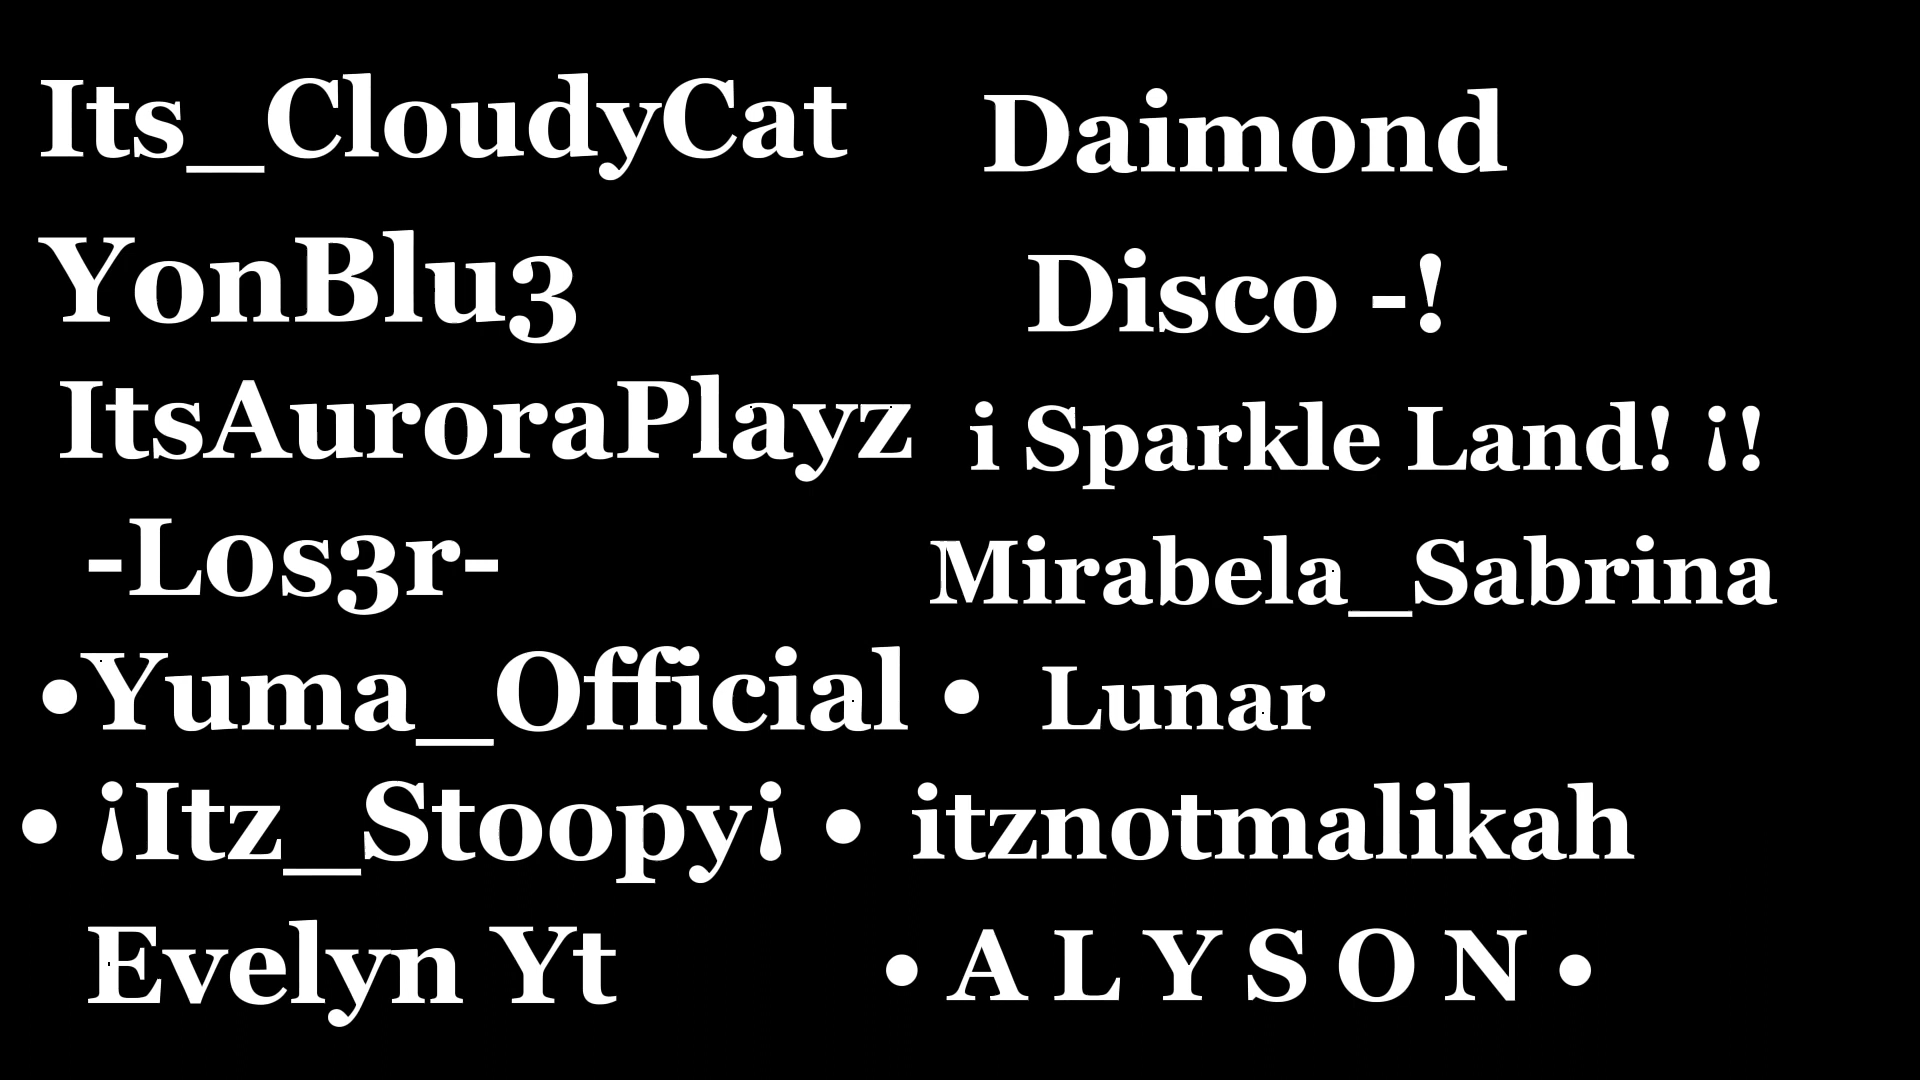 Its_CloudyCat
YonBlu3
ItsAuroraPlayz
-Los3r-
•Yuma_Official •
• ¡Itz_Stoopy¡ •
Evelyn Yt
Daimond
Disco -!
i Sparkle Land! ¡!
Mirabela_Sabrina
Lunar
itznotmalikah
• A L Y S O N •